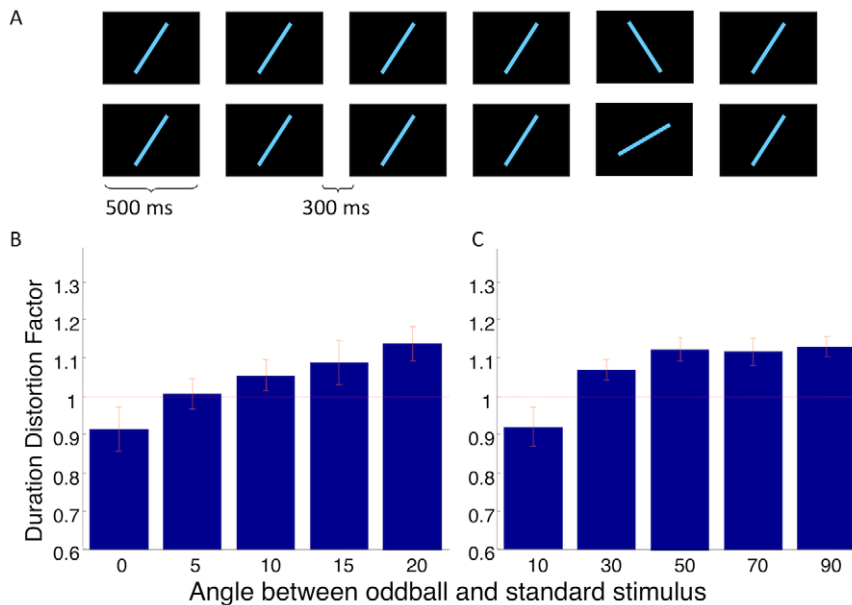 A
500 ms 300 ms
B C
Duration Distortion Factor
1.3
1.2
1.1
1
0.9
0.8
0.7
0.6
0 5 10 15 20
1.3
1.2
1.1
1
0.9
0.8
0.7
0.6
10 30 50 70 90
Angle between oddball and standard stimulus